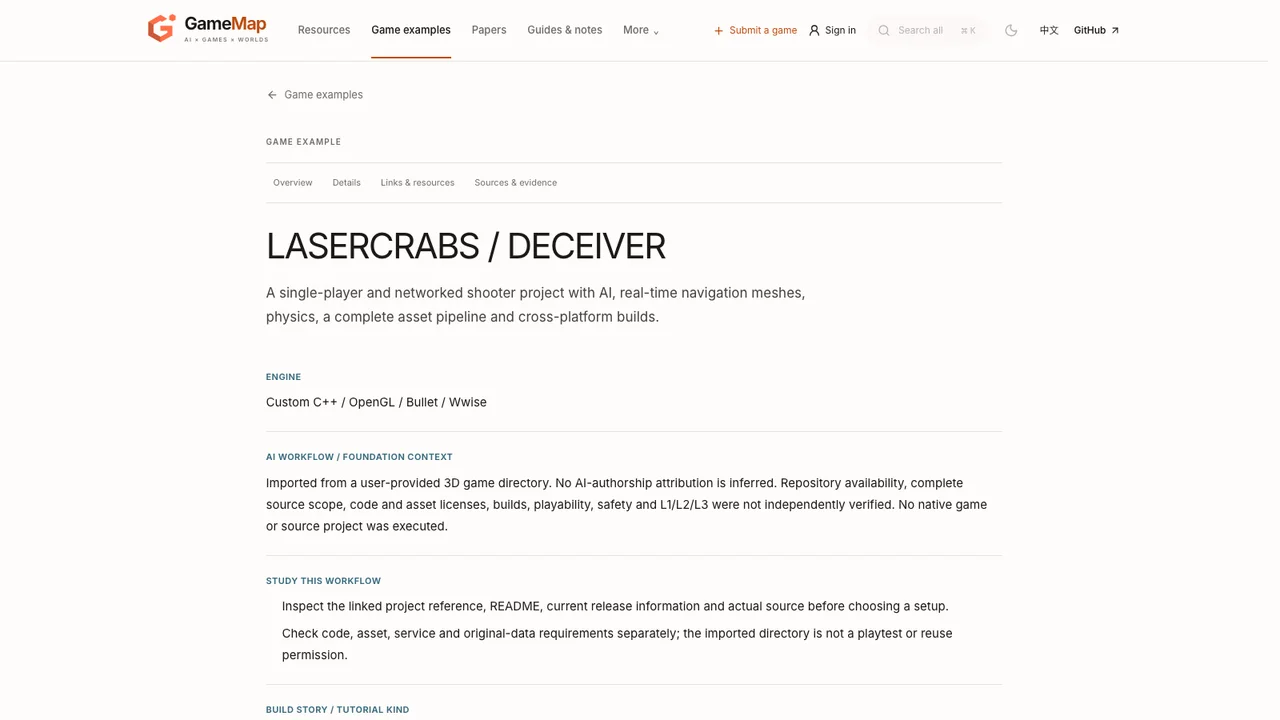 GameMap
AI × GAMES × WORLDS
Resources
Game examples
Papers
Guides & notes
More
+ Submit a game
Sign in
Search all
⌘ K
中文
GitHub ↗
← Game examples
GAME EXAMPLE
Overview
Details
Links & resources
Sources & evidence
LASERCRABS / DECEIVER
A single-player and networked shooter project with AI, real-time navigation meshes,
physics, a complete asset pipeline and cross-platform builds.
ENGINE
Custom C++ / OpenGL / Bullet / Wwise
AI WORKFLOW / FOUNDATION CONTEXT
Imported from a user-provided 3D game directory. No AI-authorship attribution is inferred. Repository availability, complete
source scope, code and asset licenses, builds, playability, safety and L1/L2/L3 were not independently verified. No native game
or source project was executed.
STUDY THIS WORKFLOW
Inspect the linked project reference, README, current release information and actual source before choosing a setup.
Check code, asset, service and original-data requirements separately; the imported directory is not a playtest or reuse
permission.
BUILD STORY / TUTORIAL KIND